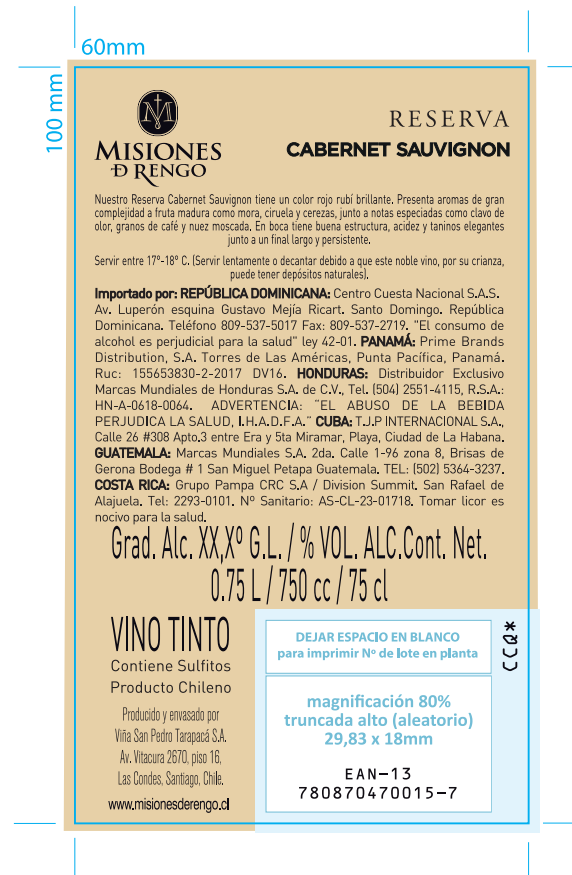 60mm
100 mm
M
MISIONES
D RENGO
RESERVA
CABERNET SAUVIGNON
Nuestro Reserva Cabernet Sauvignon tiene un color rojo rubí brillante. Presenta aromas de gran
complejidad a fruta madura como mora, ciruela y cerezas, junto a notas especiadas como clavo de
olor, granos de café y nuez moscada. En boca tiene buena estructura, acidez y taninos elegantes
junto a un final largo y persistente.
Servir entre 17º-18º C. (Servir lentamente o decantar debido a que este noble vino, por su crianza,
puede tener depósitos naturales).
Importado por: REPÚBLICA DOMINICANA: Centro Cuesta Nacional S.A.S.
Av. Luperón esquina Gustavo Mejía Ricart. Santo Domingo. República
Dominicana. Teléfono 809-537-5017 Fax: 809-537-2719. "El consumo de
alcohol es perjudicial para la salud" ley 42-01. PANAMÁ: Prime Brands
Distribution, S.A. Torres de Las Américas, Punta Pacífica, Panamá.
Ruc: 155653830-2-2017 DV16. HONDURAS: Distribuidor Exclusivo
Marcas Mundiales de Honduras S.A. de C.V., Tel. (504) 2551-4115, R.S.A.:
HN-A-0618-0064. ADVERTENCIA: "EL ABUSO DE LA BEBIDA
PERJUDICA LA SALUD, I.H.A.D.F.A." CUBA: T.J.P INTERNACIONAL S.A.,
Calle 26 #308 Apto.3 entre Era y 5ta Miramar, Playa, Ciudad de La Habana.
GUATEMALA: Marcas Mundiales S.A. 2da. Calle 1-96 zona 8, Brisas de
Gerona Bodega # 1 San Miguel Petapa Guatemala. TEL: (502) 5364-3237.
COSTA RICA: Grupo Pampa CRC S.A / Division Summit. San Rafael de
Alajuela. Tel: 2293-0101. Nº Sanitario: AS-CL-23-01718. Tomar licor es
nocivo para la salud.
Grad. Alc. XX,Xº G.L. / % VOL. ALC.Cont. Net.
0.75 L / 750 cc / 75 cl
VINO TINTO
Contiene Sulfitos
Producto Chileno
Producido y envasado por
Viña San Pedro Tarapacá S.A.
Av. Vitacura 2670, piso 16,
Las Condes, Santiago, Chile.
www.misionesderengo.cl
DEJAR ESPACIO EN BLANCO
para imprimir Nº de lote en planta
CCQ*
magnificación 80%
truncada alto (aleatorio)
29,83 x 18mm
EAN-13
780870470015-7